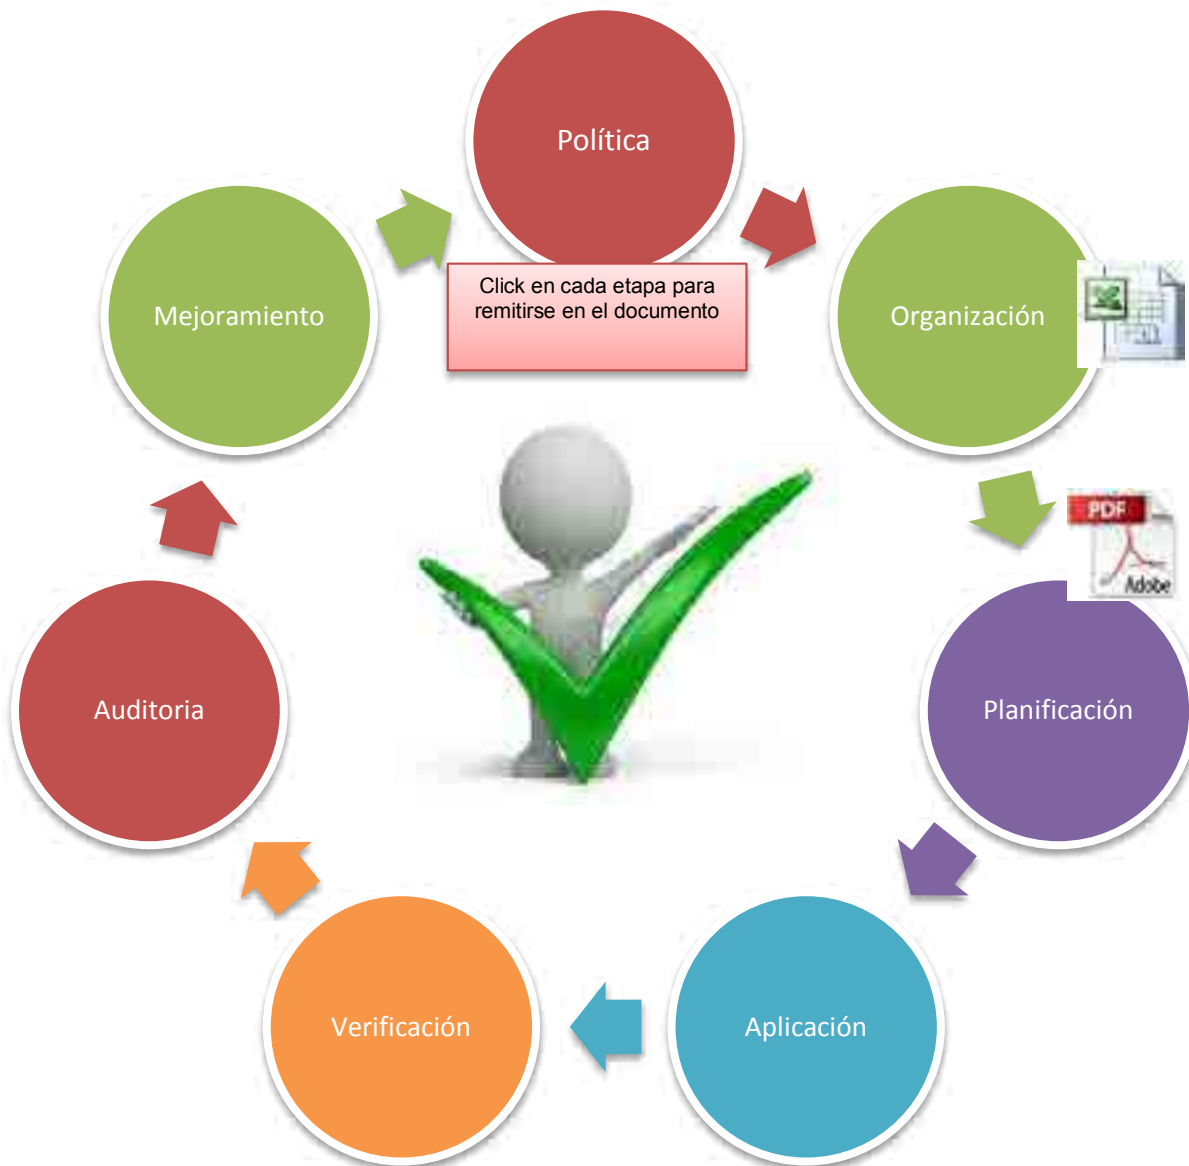 Política
Click en cada etapa para
remitirse en el documento
Mejoramiento
Organización
PDF
Adobe
Auditoria
Planificación
Verificación
Aplicación